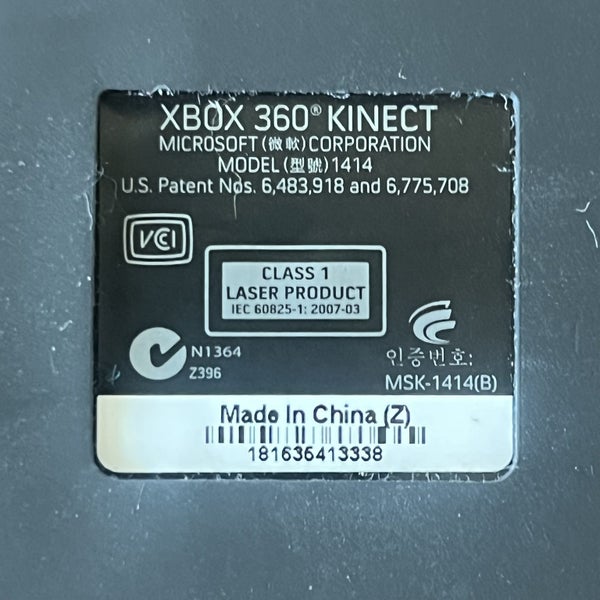 XBOX 360® KINECT
MICROSOFT (微軟) CORPORATION
MODEL (型號) 1414
U.S. Patent Nos. 6,483,918 and 6,775,708
VCCI
CLASS 1
LASER PRODUCT
IEC 60825-1: 2007-03
N1364
Z396
인증번호:
MSK-1414(B)
Made In China (Z)
181635413338